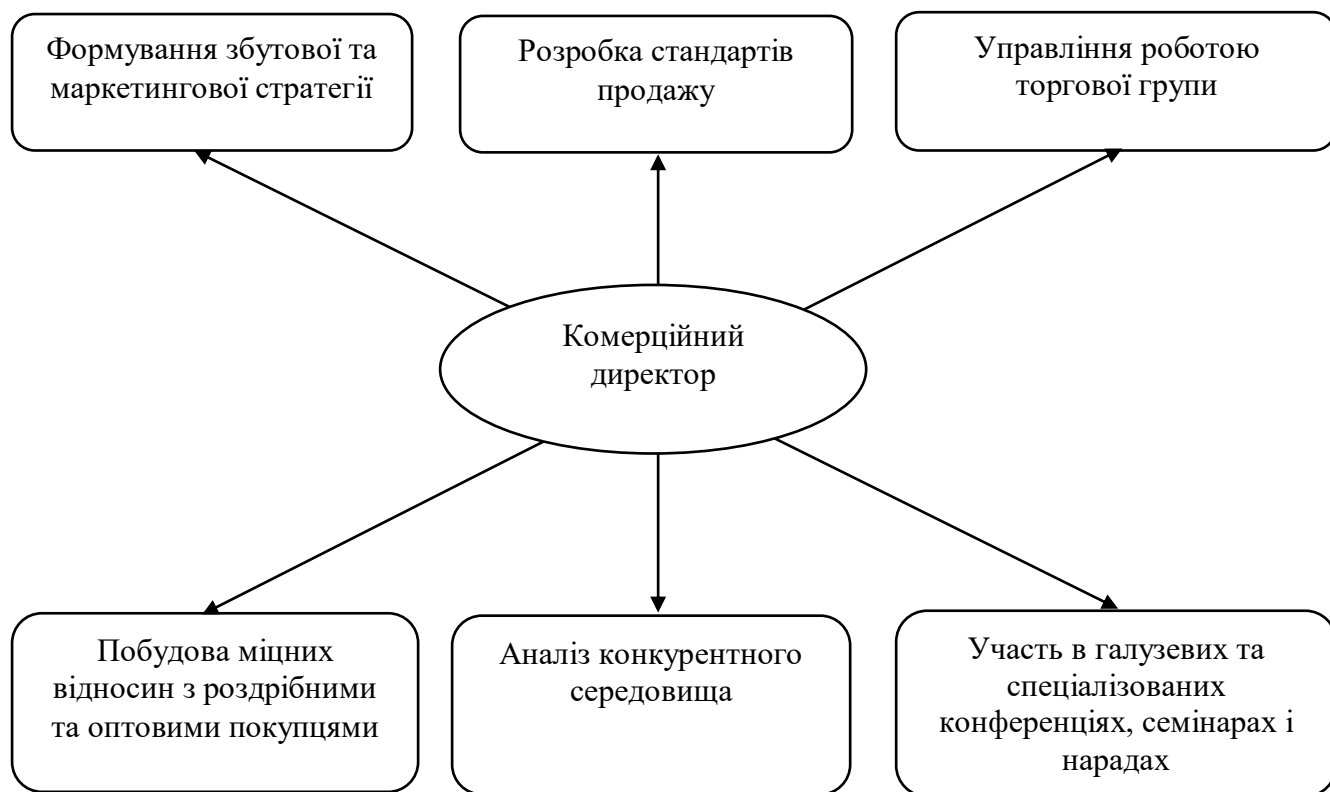 Формування збутової та
маркетингової стратегії
Розробка стандартів
продажу
Управління роботою
торгової групи
Комерційний
директор
Побудова міцних
відносин з роздрібними
та оптовими покупцями
Аналіз конкурентного
середовища
Участь в галузевих та
спеціалізованих
конференціях, семінарах і
нарадах